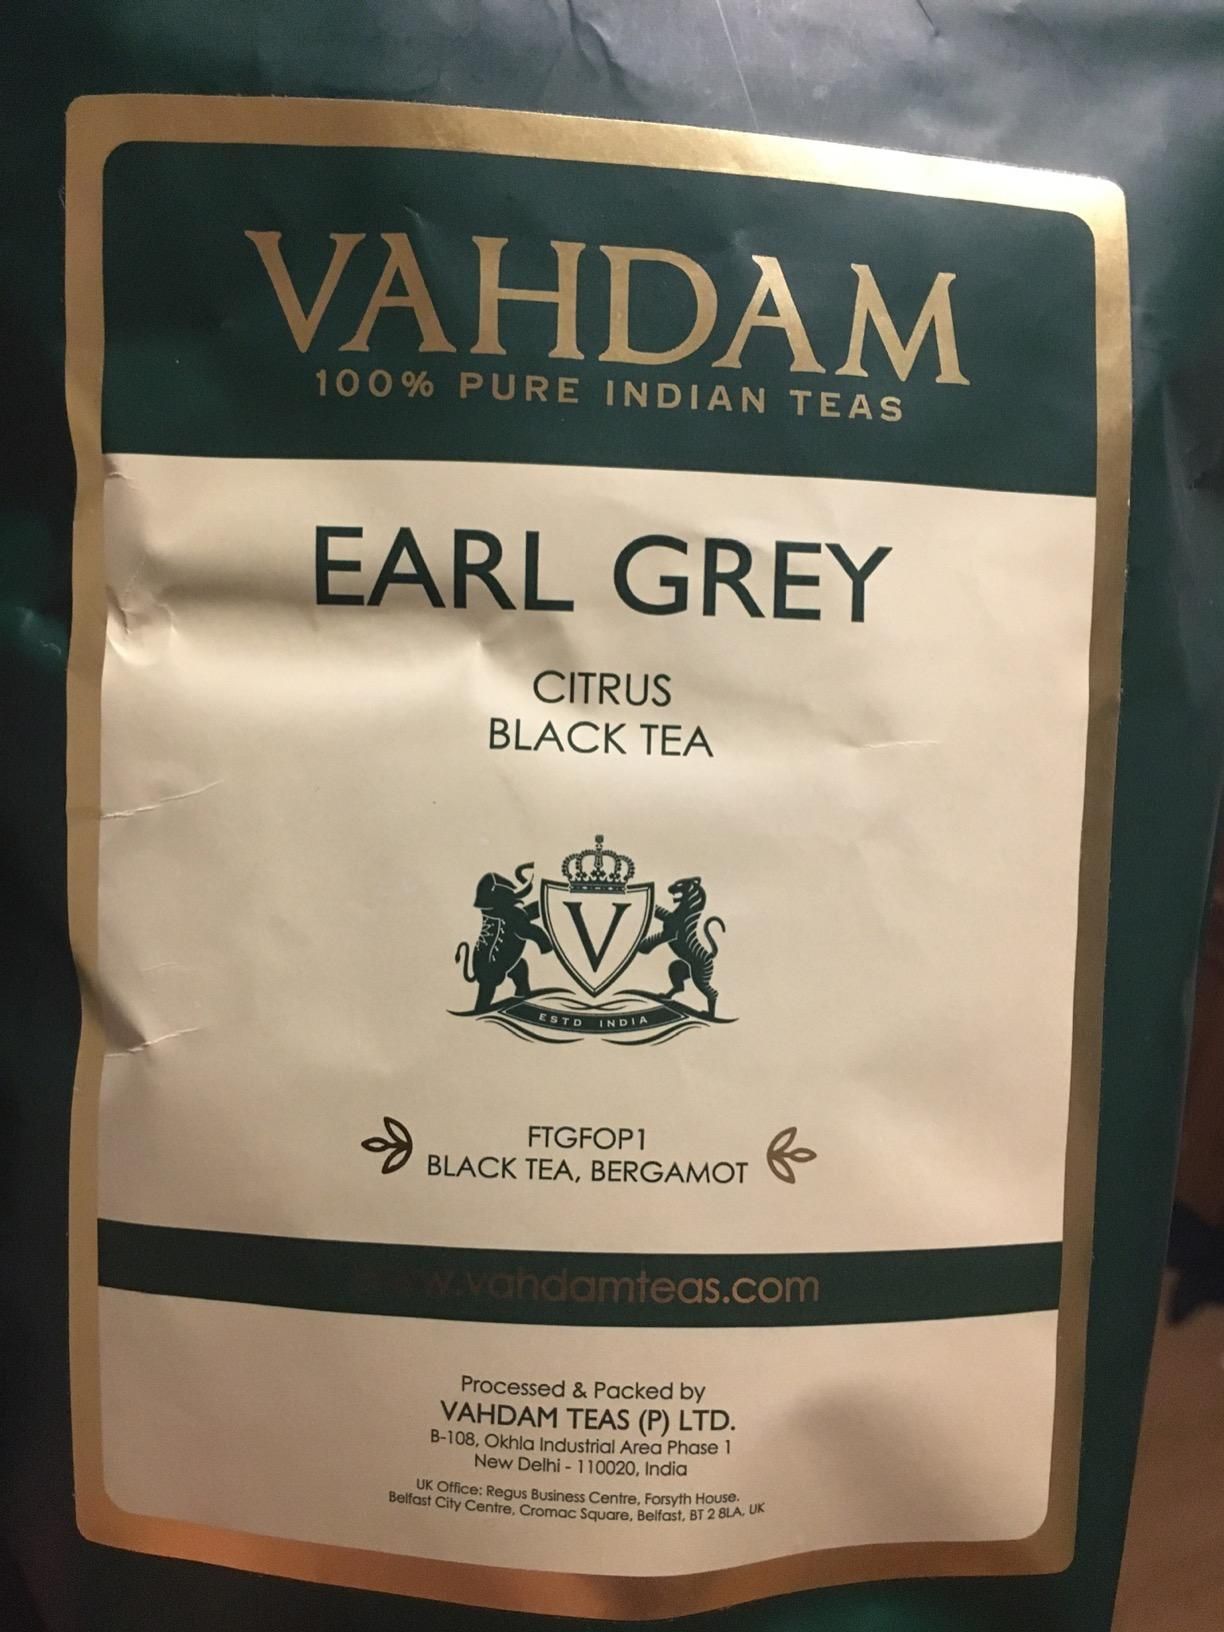 VAHDAM
100% PURE INDIAN TEAS
EARL GREY
CITRUS
BLACK TEA
V
ESTD INDIA
FTGFOP1
BLACK TEA, BERGAMOT
www.vahdamteas.com
Processed & Packed by
VAHDAM TEAS (P) LTD.
B-108, Okhla Industrial Area Phase 1
New Delhi - 110020, India
UK Office: Regus Business Centre, Forsyth House.
Belfast City Centre, Cromac Square, Belfast, BT 2 8LA, UK